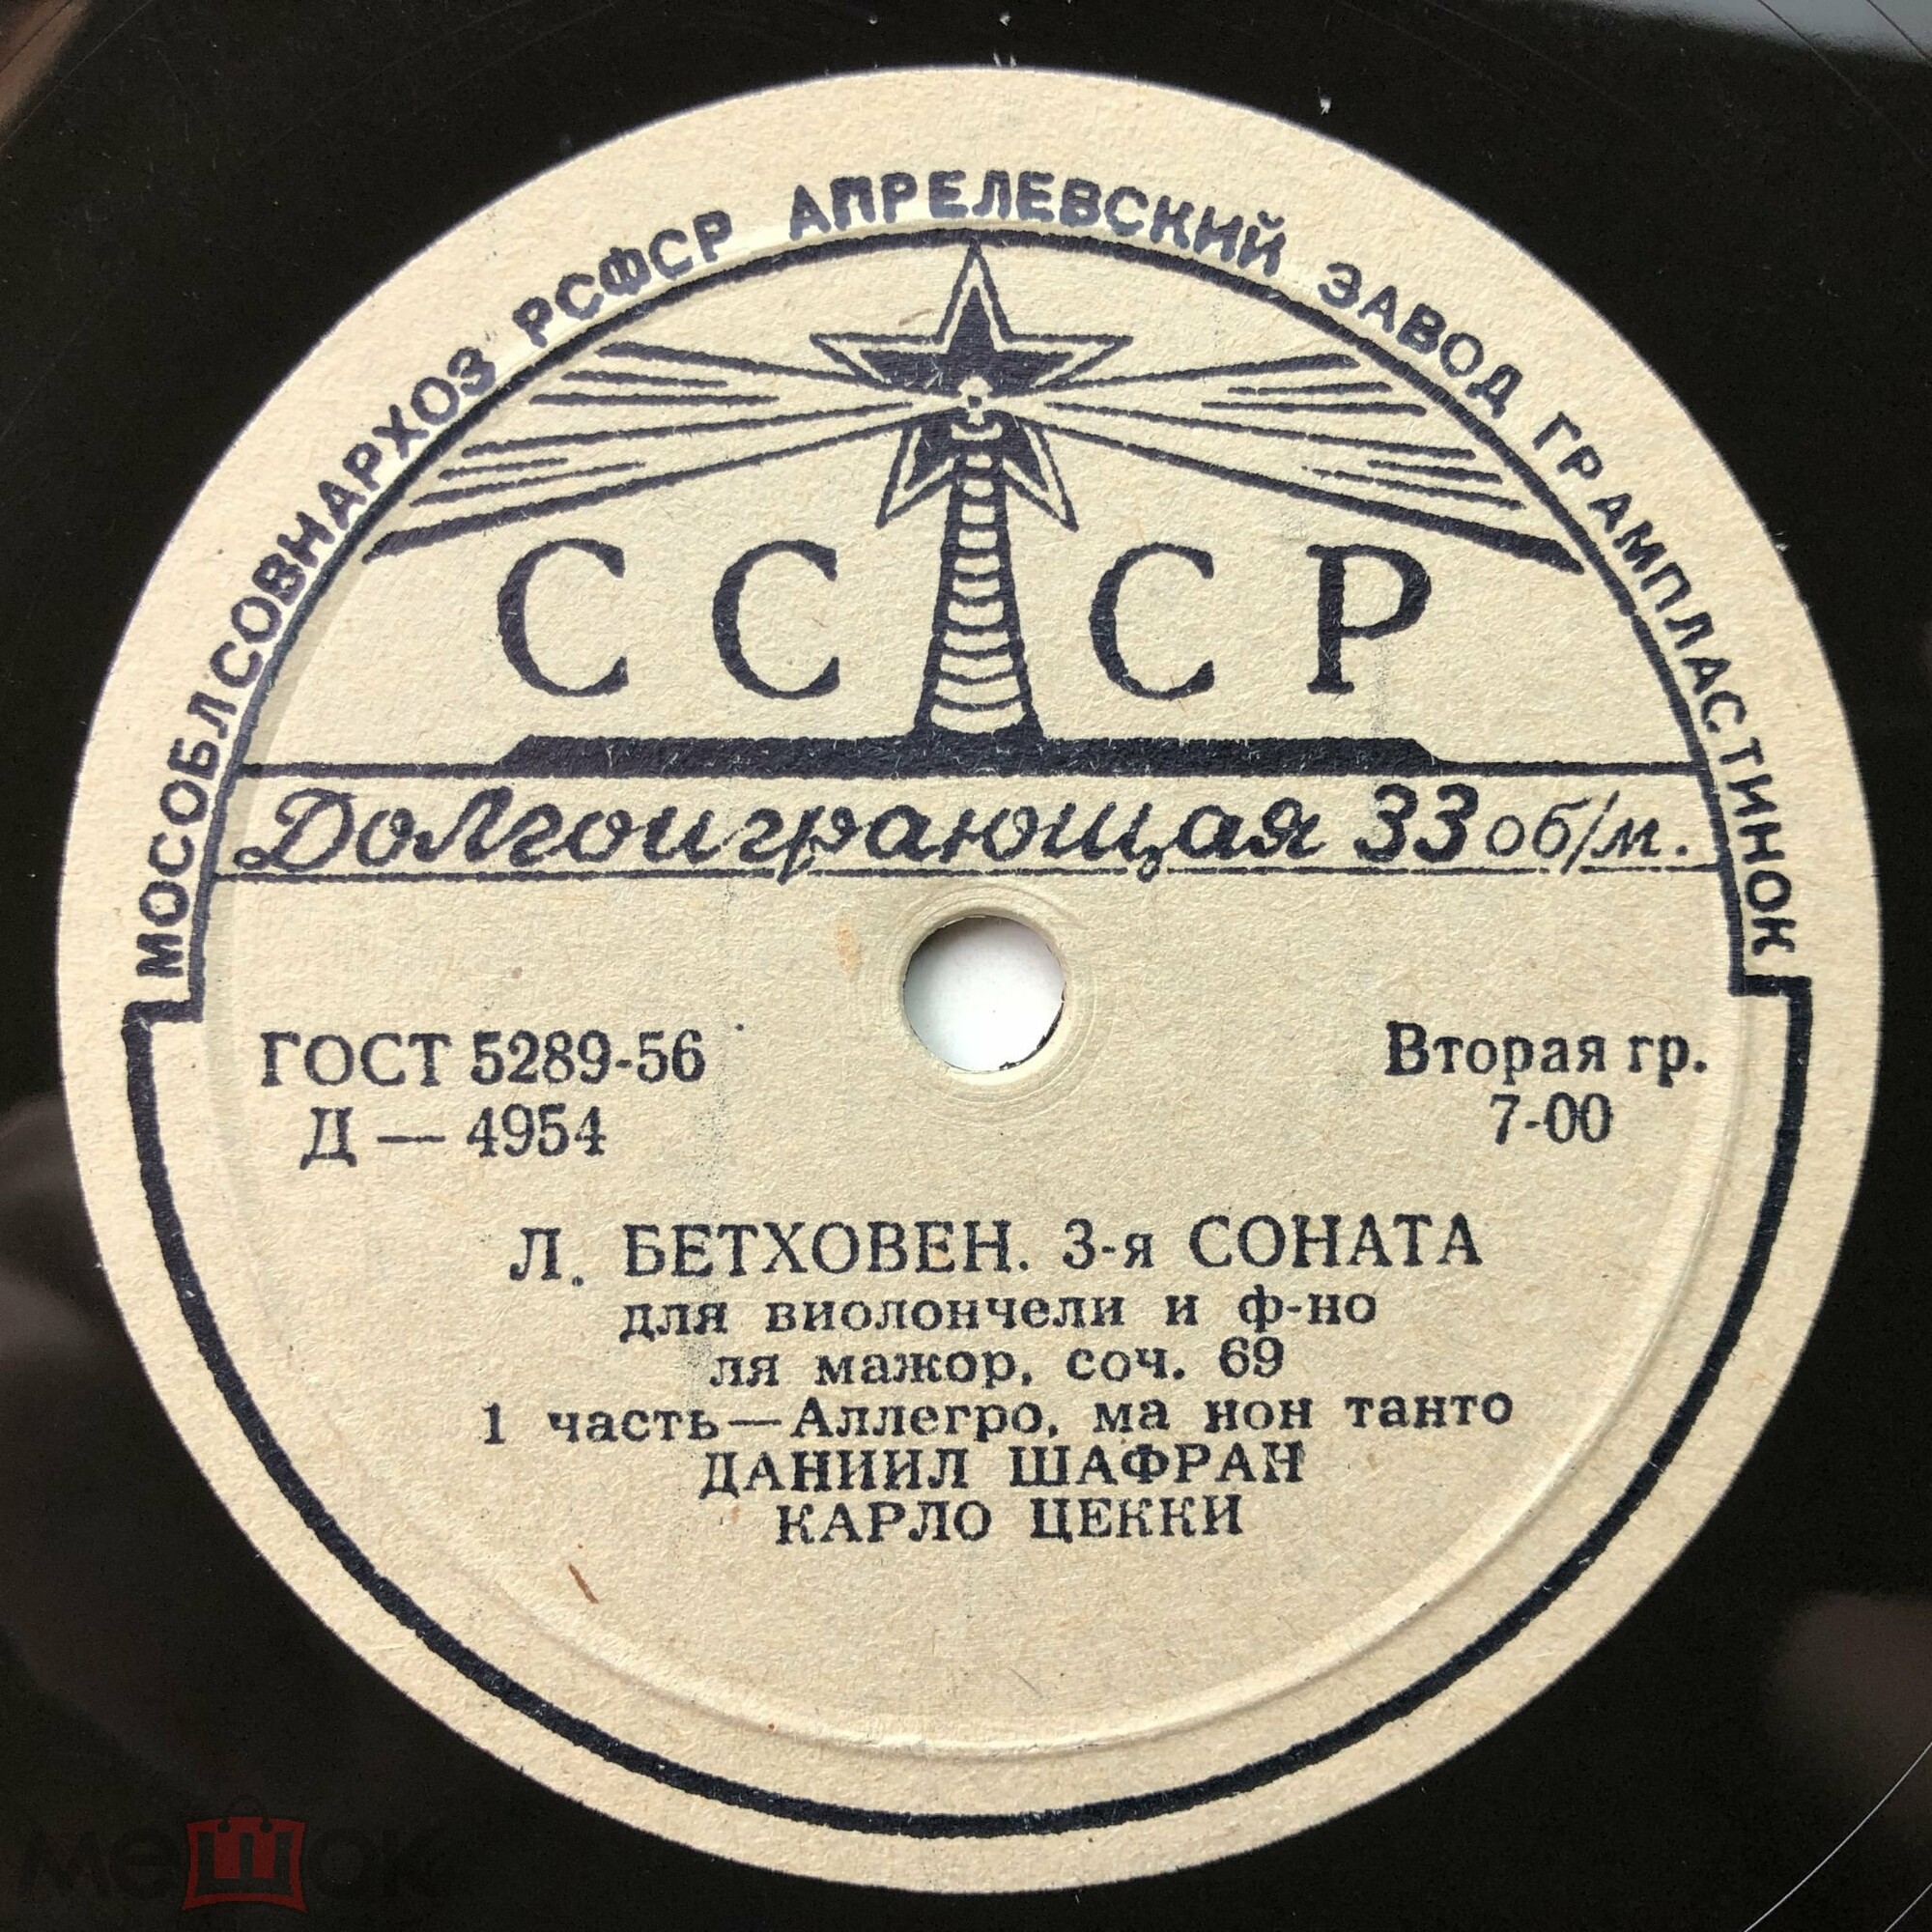 МОСОБЛСОВНАРХОЗ РСФСР АПРЕЛЕВСКИЙ ЗАВОД ГРАМПЛАСТИНОК
СССР
Долгоиграющая 33 об/м.
ГОСТ 5289-56
Д — 4954
Вторая гр.
7-00
Л. БЕТХОВЕН. 3-я СОНАТА
для виолончели и ф-но
ля мажор, соч. 69
1 часть — Аллегро, ма нон танто
ДАНИИЛ ШАФРАН
КАРЛО ЦЕККИ
мешок